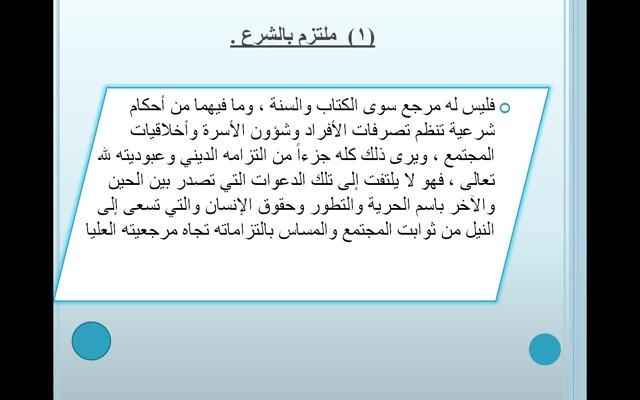 (١) ملتزم بالشرع .
فليس له مرجع سوى الكتاب والسنة ، وما فيهما من أحكام
شرعية تنظم تصرفات الأفراد وشؤون الأسرة وأخلاقيات
المجتمع ، ويرى ذلك كله جزءاً من التزامه الديني وعبوديته لله
تعالى ، فهو لا يلتفت إلى تلك الدعوات التي تصدر بين الحين
والآخر باسم الحرية والتطور وحقوق الإنسان والتي تسعى إلى
النيل من ثوابت المجتمع والمساس بالتزاماته تجاه مرجعيته العليا